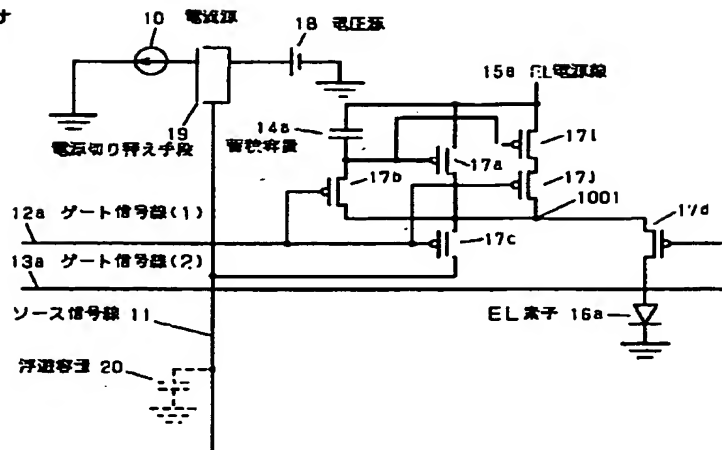 10 電流源
18 電圧源
15a EL電源線
19
電源切り替え手段
14a
蓄積容量
17i
17a
17b
17j
1001
12a ゲート信号線(1)
17c
17d
13a ゲート信号線(2)
ソース信号線 11
EL素子 16a
浮遊容量 20